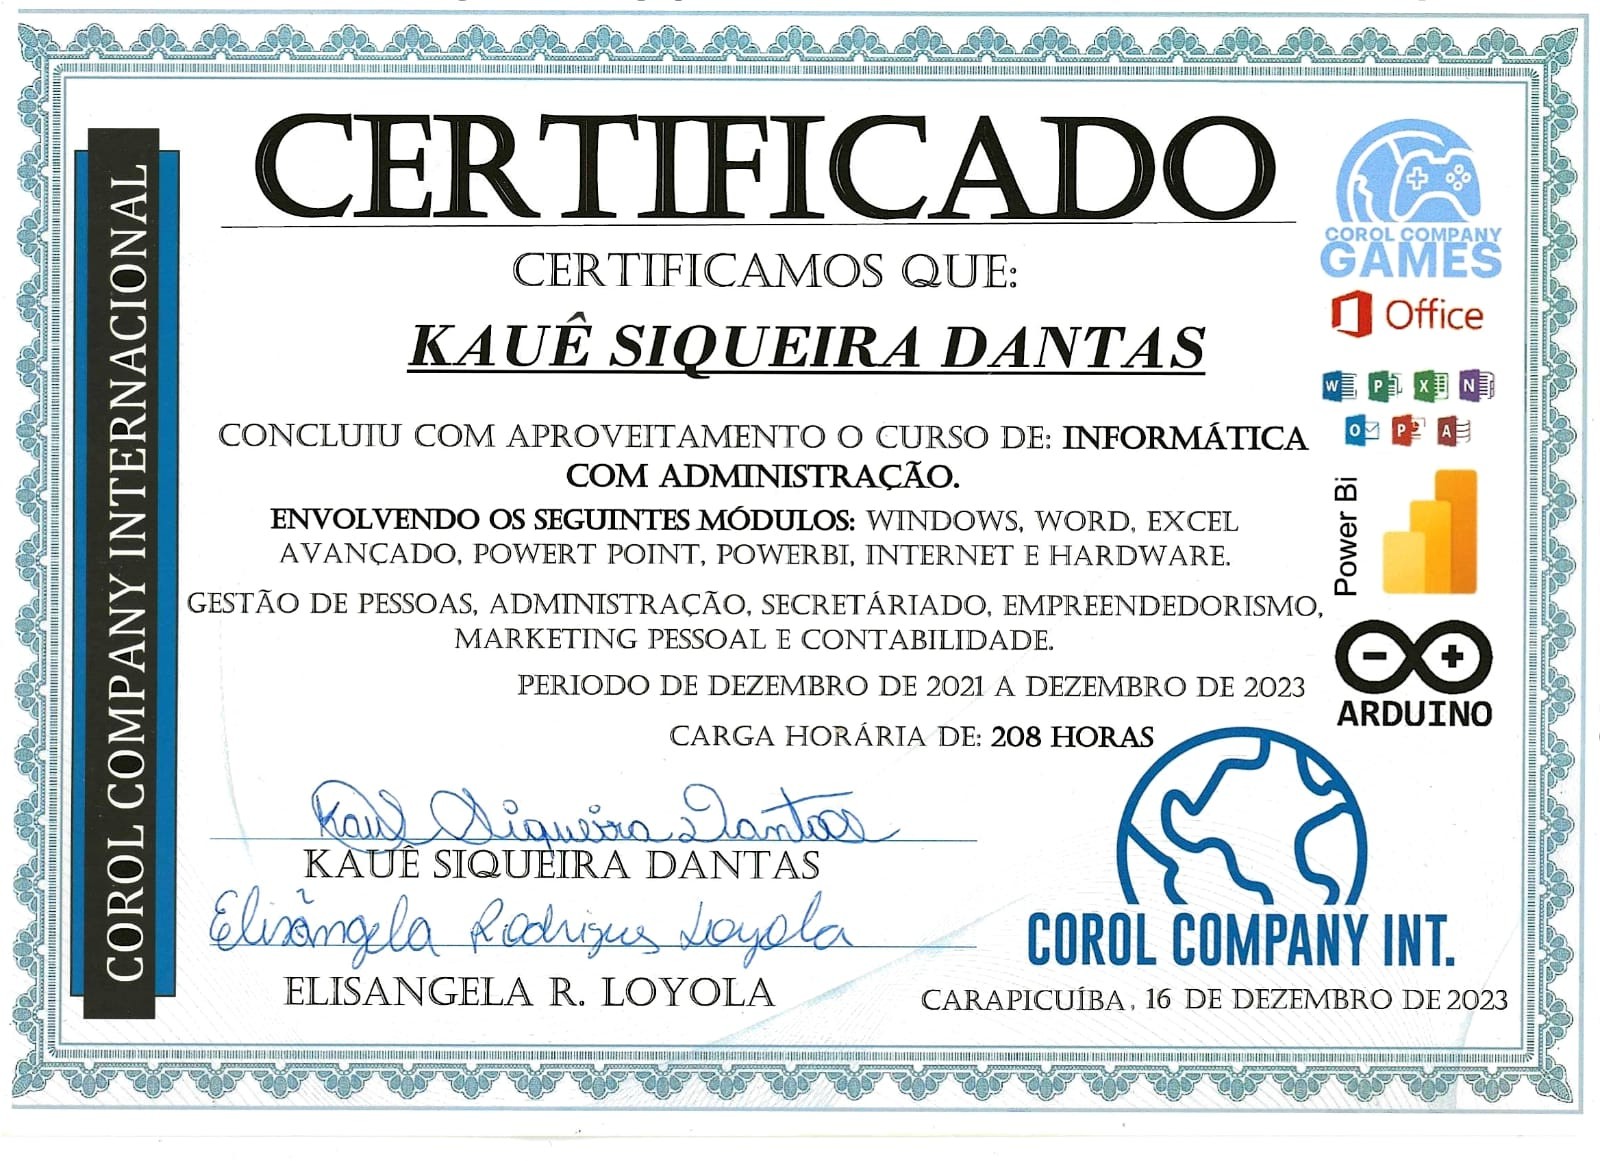 CERTIFICADO
CERTIFICAMOS QUE:
KAUÊ SIQUEIRA DANTAS
CONCLUIU COM APROVEITAMENTO O CURSO DE: INFORMÁTICA
COM ADMINISTRAÇÃO.
ENVOLVENDO OS SEGUINTES MÓDULOS: WINDOWS, WORD, EXCEL
AVANÇADO, POWERT POINT, POWERBI, INTERNET E HARDWARE.
GESTÃO DE PESSOAS, ADMINISTRAÇÃO, SECRETÁRIADO, EMPREENDEDORISMO,
MARKETING PESSOAL E CONTABILIDADE.
PERIODO DE DEZEMBRO DE 2021 A DEZEMBRO DE 2023
CARGA HORÁRIA DE: 208 HORAS
Kauê Siqueira Dantas
KAUÊ SIQUEIRA DANTAS
Elisângela Rodrigues Loyola
ELISANGELA R. LOYOLA
COROL COMPANY INT.
CARAPICUÍBA, 16 DE DEZEMBRO DE 2023
COROL COMPANY INTERNACIONAL
COROL COMPANY
GAMES
Office
W P X N
O P A
Power Bi
ARDUINO